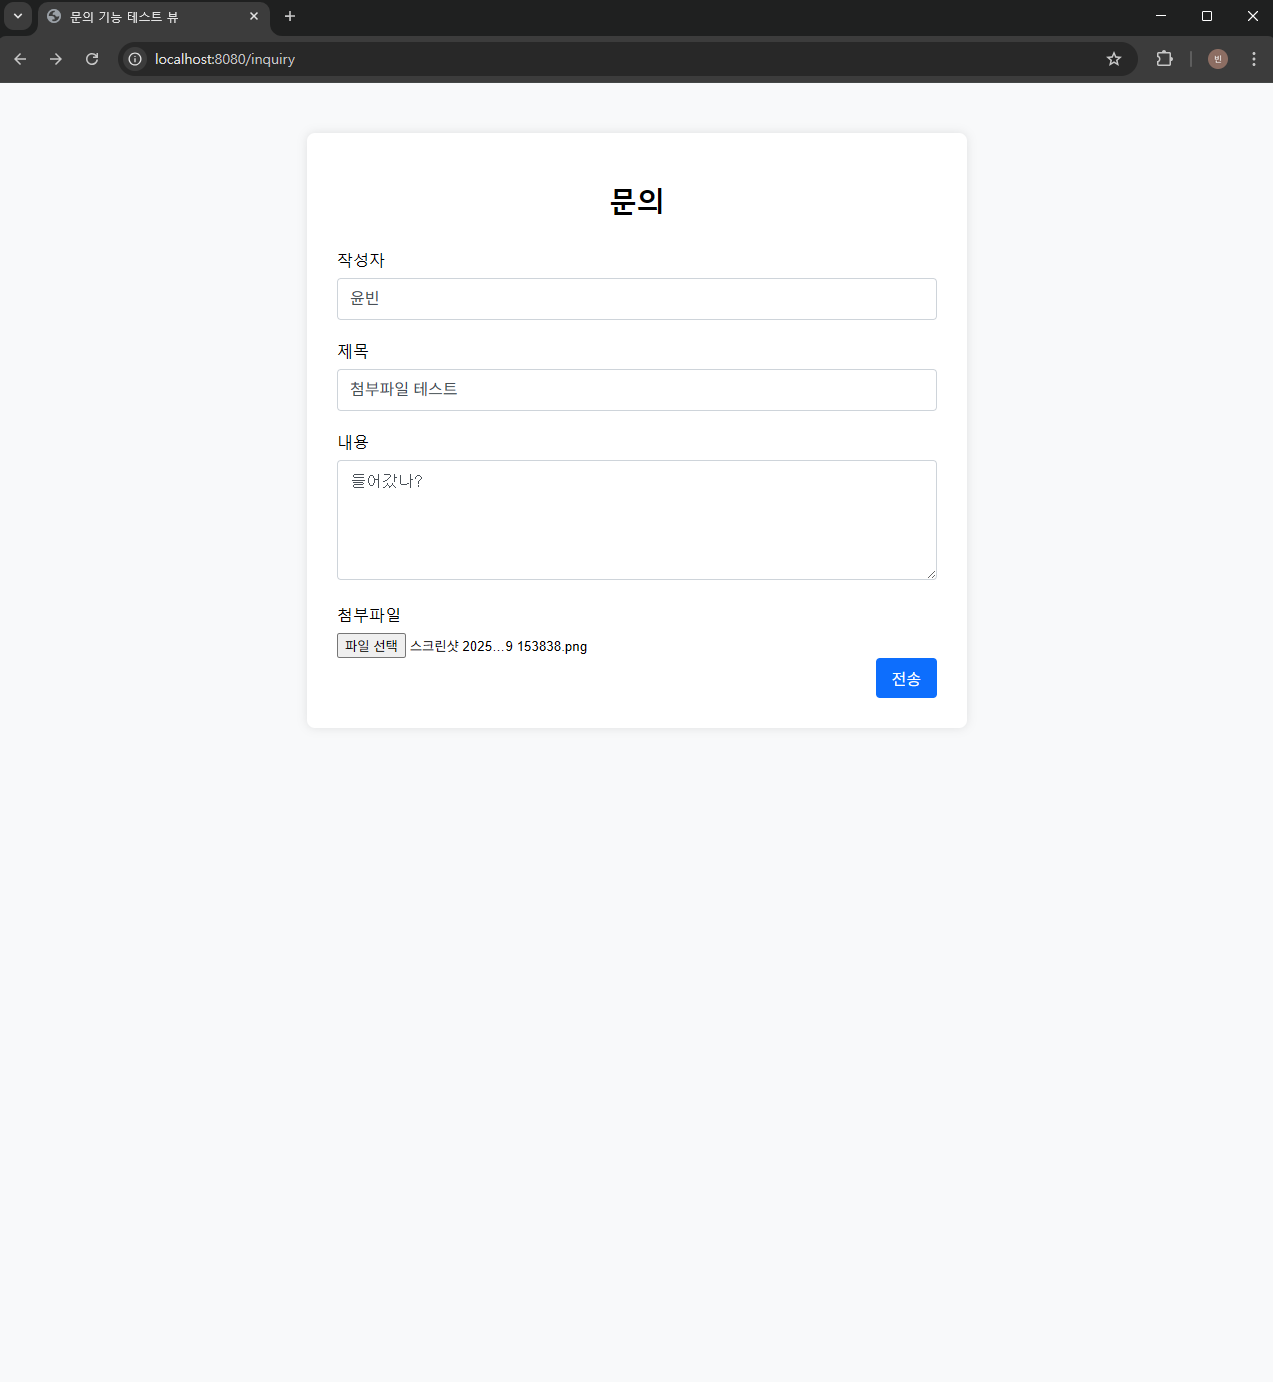 문의 기능 테스트 뷰
localhost:8080/inquiry
빈
문의
작성자
윤빈
제목
첨부파일 테스트
내용
들어갔나?
첨부파일
파일 선택 스크린샷 2025...9 153838.png
전송